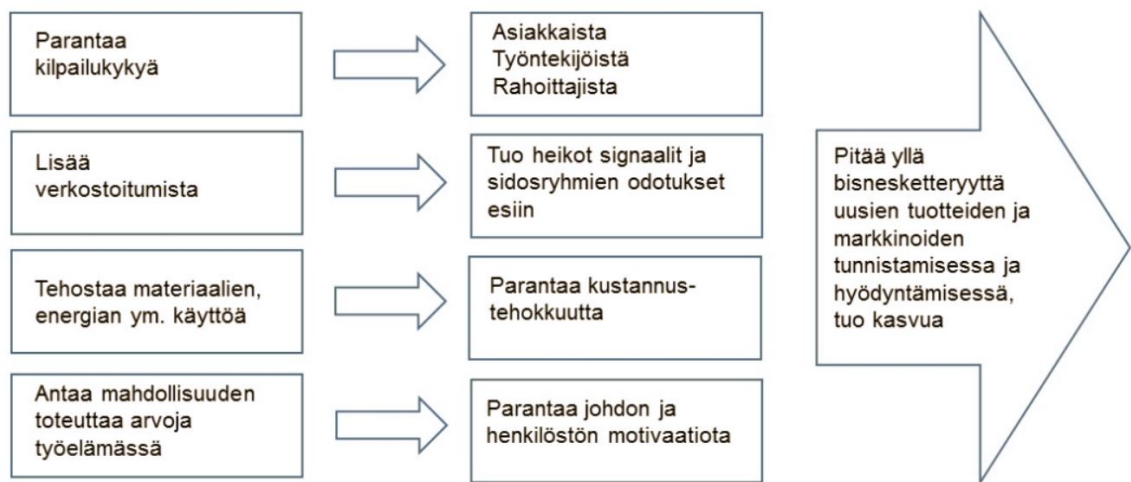 Parantaa
kilpailukykyä
Asiakkaista
Työntekijöistä
Rahoittajista
Lisää
verkostoitumista
Tuo heikot signaalit ja
sidosryhmien odotukset
esiin
Tehostaa materiaalien,
energian ym. käyttöä
Parantaa kustannus-
tehokkuutta
Antaa mahdollisuuden
toteuttaa arvoja
työelämässä
Parantaa johdon ja
henkilöstön motivaatiota
Pitää yllä
bisnesketteryyttä
uusien tuotteiden ja
markkinoiden
tunnistamisessa ja
hyödyntämisessä,
tuo kasvua